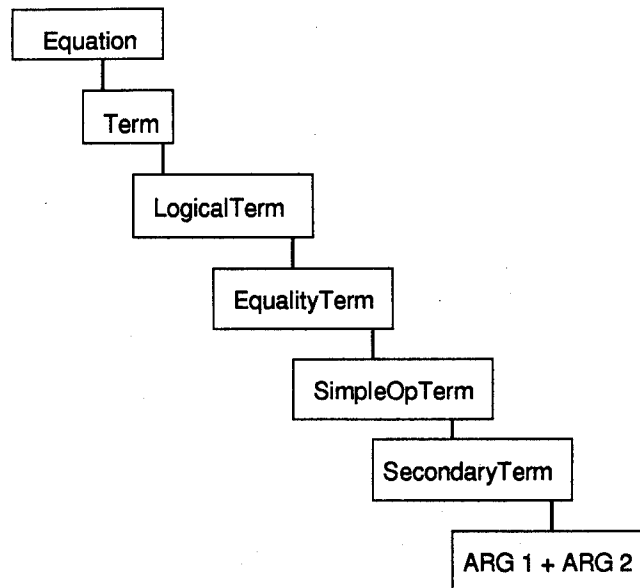 Equation
Term
LogicalTerm
EqualityTerm
SimpleOpTerm
SecondaryTerm
ARG 1 + ARG 2